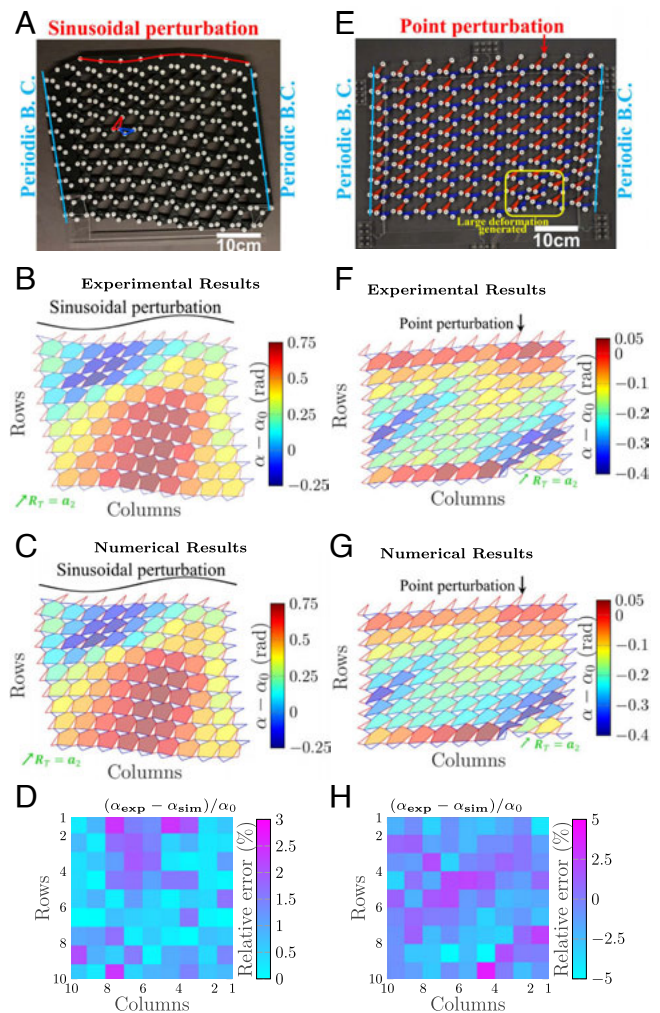 A
Sinusoidal perturbation
Periodic B. C.
Periodic B.C.
10cm
B
Experimental Results
Sinusoidal perturbation
Rows
Columns
R_T = a_2
0.75
0.5
0.25
0
−0.25
α − α_0 (rad)
C
Numerical Results
Sinusoidal perturbation
Rows
Columns
R_T = a_2
0.75
0.5
0.25
0
−0.25
α − α_0 (rad)
D
(α_exp − α_sim)/α_0
1
2
4
6
8
10
Rows
10 8 6 4 2 1
Columns
3
2.5
2
1.5
1
0.5
0
Relative error (%)
E
Point perturbation
Periodic B. C.
Periodic B.C.
Large deformation
generated
10cm
F
Experimental Results
Point perturbation
Rows
Columns
R_T = a_2
0.05
0
−0.1
−0.2
−0.3
−0.4
α − α_0 (rad)
G
Numerical Results
Point perturbation
Rows
Columns
R_T = a_2
0.05
0
−0.1
−0.2
−0.3
−0.4
α − α_0 (rad)
H
(α_exp − α_sim)/α_0
1
2
4
6
8
10
Rows
10 8 6 4 2 1
Columns
5
2.5
0
−2.5
−5
Relative error (%)